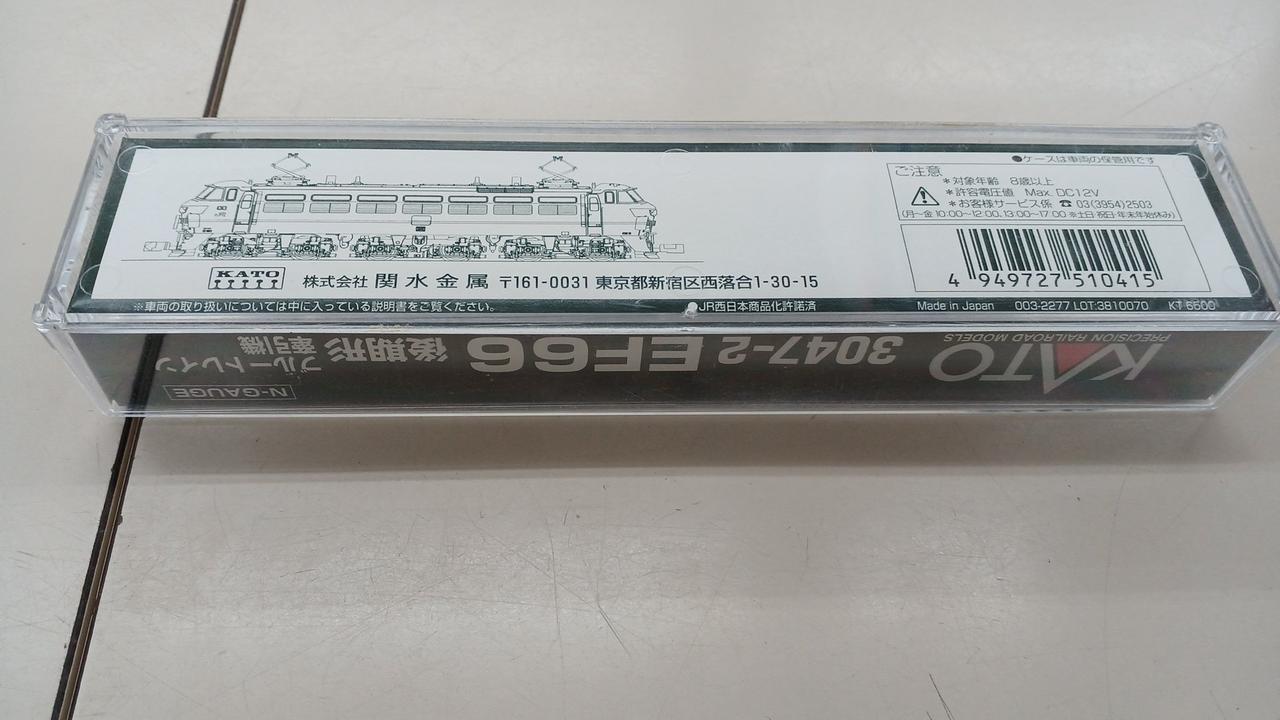 ●ケースは車両の保管用です
ご注意
*対象年齢 8歳以上
*許容電圧値 Max. DC12V
*お客様サービス係 ☎ 03(3954)2503
(月〜金 10:00~12:00, 13:00~17:00 ※土日・祝日・年末年始休み)
4 949727 510415
KATO
株式会社 関水金属 〒161-0031 東京都新宿区西落合1-30-15
※車両の取り扱いについては中に入っている説明書をご覧ください。
JR西日本商品化許諾済
Made in Japan 003-2277 LOT:3810070 KT 6500
KATO
PRECISION RAILROAD MODELS
3047-2 EF66 後期形
ブルートレイン
牽引機
N-GAUGE